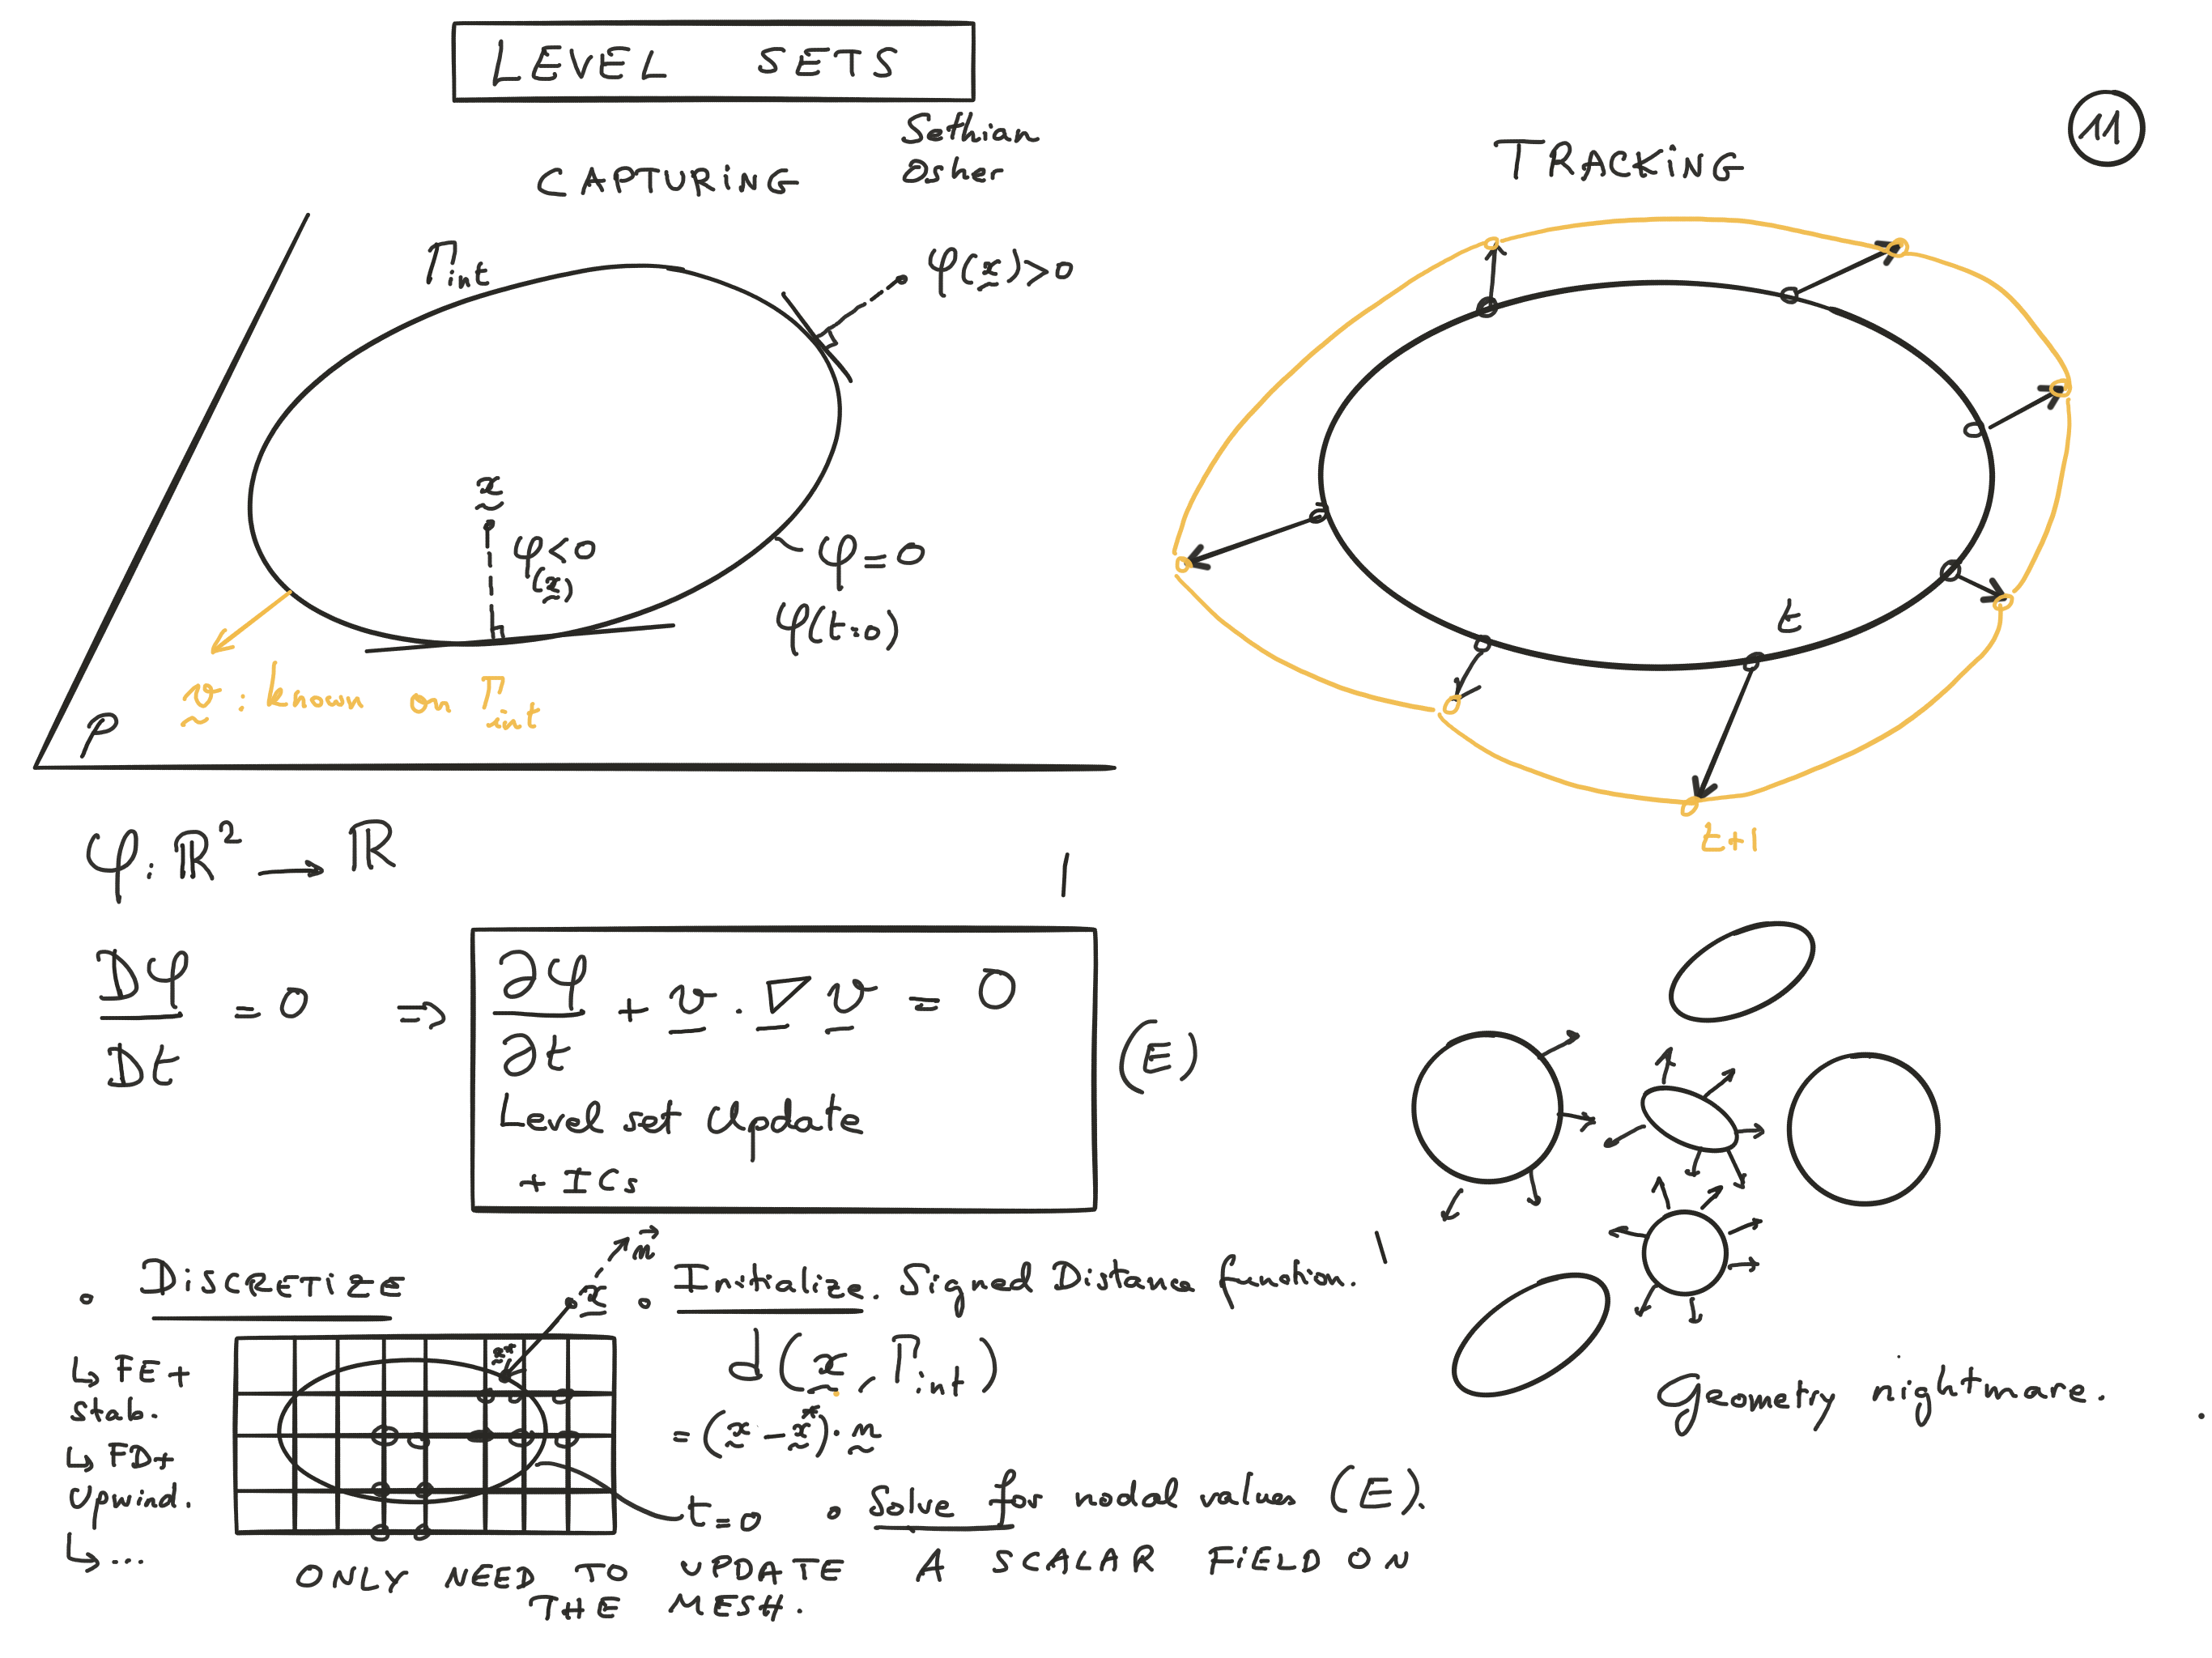 LEVEL SETS
11
CAPTURING
Sethian
Osher
TRACKING
Γint
φ(x)>0
x
φ<0
(x)
φ=0
φ(t=0)
v : known on Γint
P
t
t+1
φ: ℝ² → ℝ
Dφ/Dt = 0 ⇒ ∂φ/∂t + v · ∇ v = 0
(E)
Level set update
+ ICs
n
• DISCRETIZE
x • Initialize. Signed Distance function.
↳ FE+
stab.
↳ FD+
Upwind.
↳ ...
x*
d(x, Γint)
= (x - x*) · n
geometry nightmare.
t=0 • Solve for nodal values (E).
ONLY NEED TO UPDATE A SCALAR FIELD ON
THE MESH.